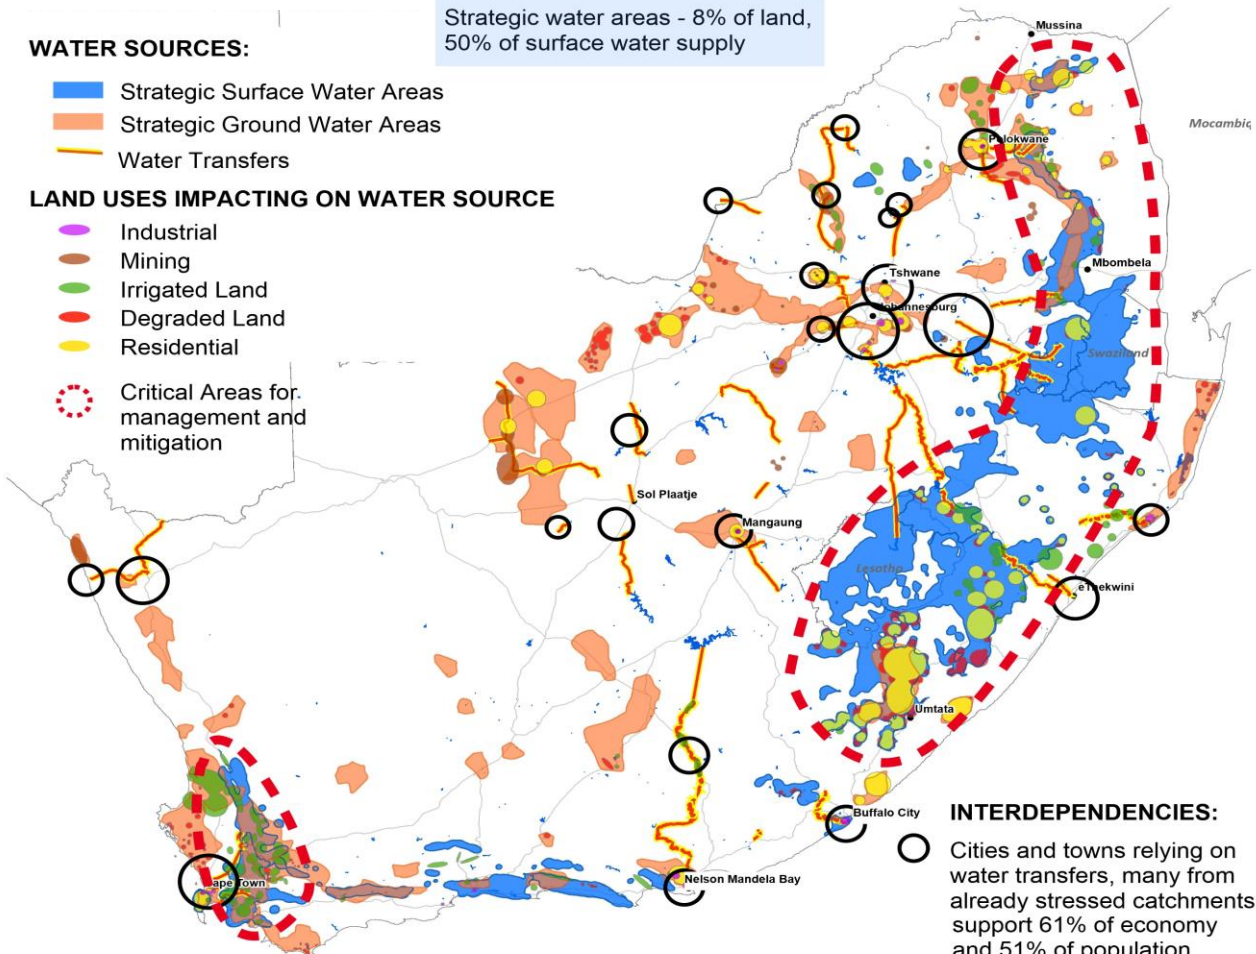 Strategic water areas - 8% of land,
50% of surface water supply
WATER SOURCES:
Strategic Surface Water Areas
Strategic Ground Water Areas
Water Transfers
LAND USES IMPACTING ON WATER SOURCE
Industrial
Mining
Irrigated Land
Degraded Land
Residential
Critical Areas for
management and
mitigation
Mussina
Mocambiq
Polokwane
Mbombela
Tshwane
Johannesburg
Swaziland
Sol Plaatje
Mangaung
Lesotho
eThekwini
Umtata
Buffalo City
Nelson Mandela Bay
ape Town
INTERDEPENDENCIES:
Cities and towns relying on
water transfers, many from
already stressed catchments
support 61% of economy
and 51% of population